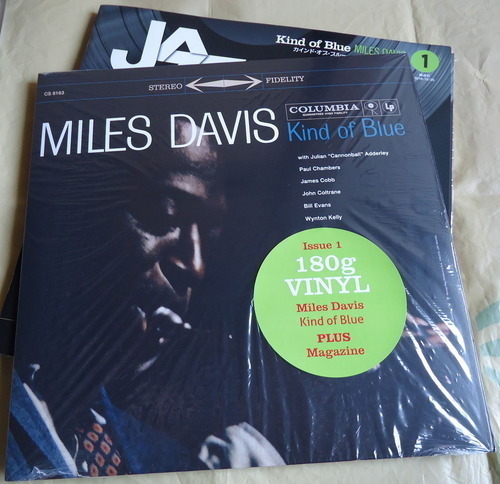 JA
Kind of Blue MILES DAVIS
カインド・オブ・ブルー
1
CS 8163
STEREO FIDELITY
COLUMBIA
LP
MILES DAVIS Kind of Blue
with Julian "Cannonball" Adderley
Paul Chambers
James Cobb
John Coltrane
Bill Evans
Wynton Kelly
Issue 1
180g
VINYL
Miles Davis
Kind of Blue
PLUS
Magazine